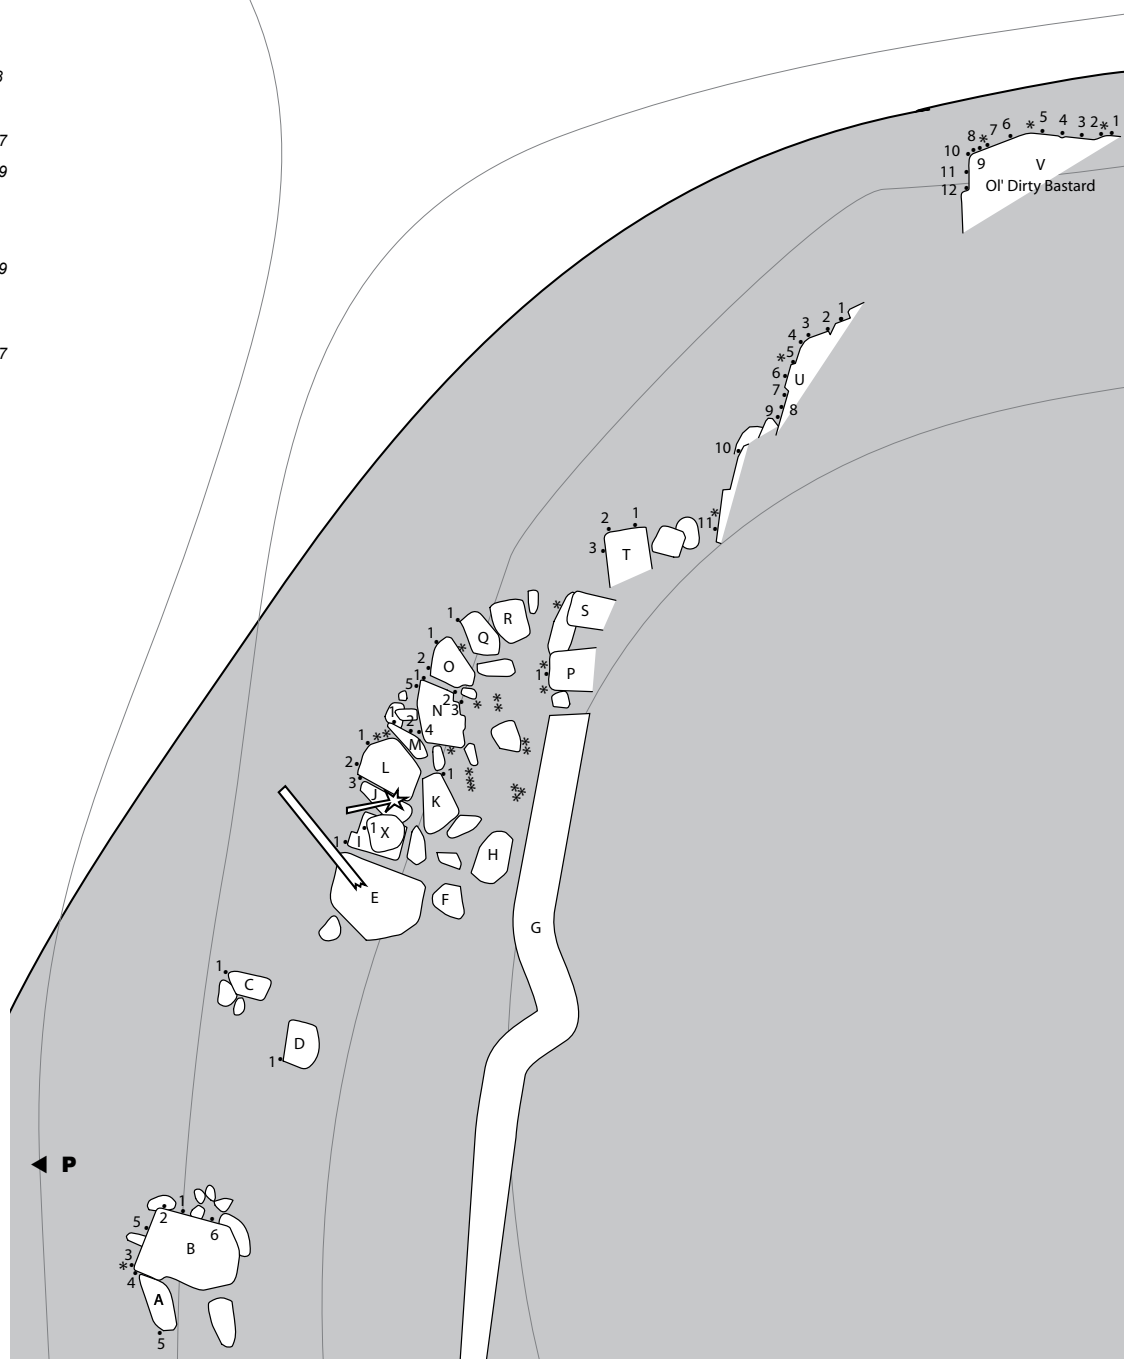 8
7
9
9
7
8 * 7 6 * 5 4 3 2 * 1
10
9 V
11
Ol' Dirty Bastard
12
1
2
3
4
* 5
6 U
7
9 8
10
* 11
1
2
3 T
* S
R
1
Q
1
*
2 O
* 1 P *
1
5
2
N 3 * * *
1
2 4
1 * * M * * *
2 L
3 J
* * * *
1 K
* * *
1 X
1 I
H
E F
G
1
C
D
1
P
1
2
5 6
B
3
*
4
A
5